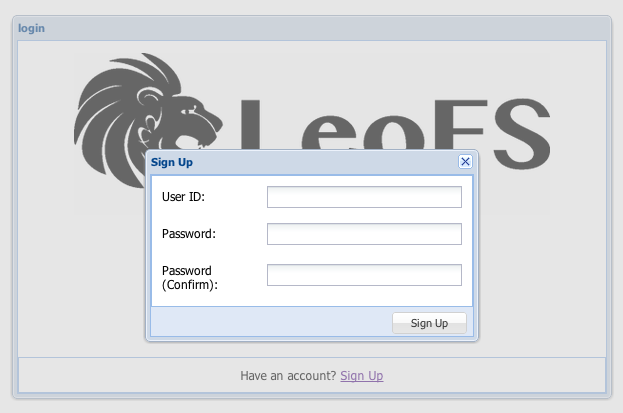 login
LeoFS
Sign Up
User ID:
Password:
Password
(Confirm):
Sign Up
Have an account? Sign Up